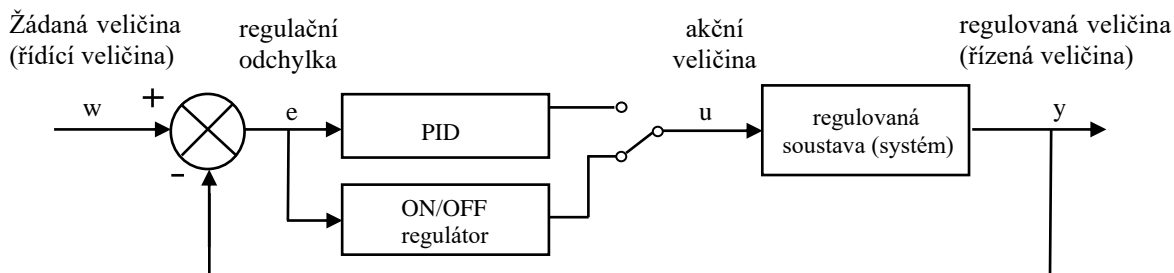 Žádaná veličina
(řídící veličina)
regulační
odchylka
akční
veličina
regulovaná veličina
(řízená veličina)
w
+
-
e
PID
ON/OFF
regulátor
u
regulovaná
soustava (systém)
y